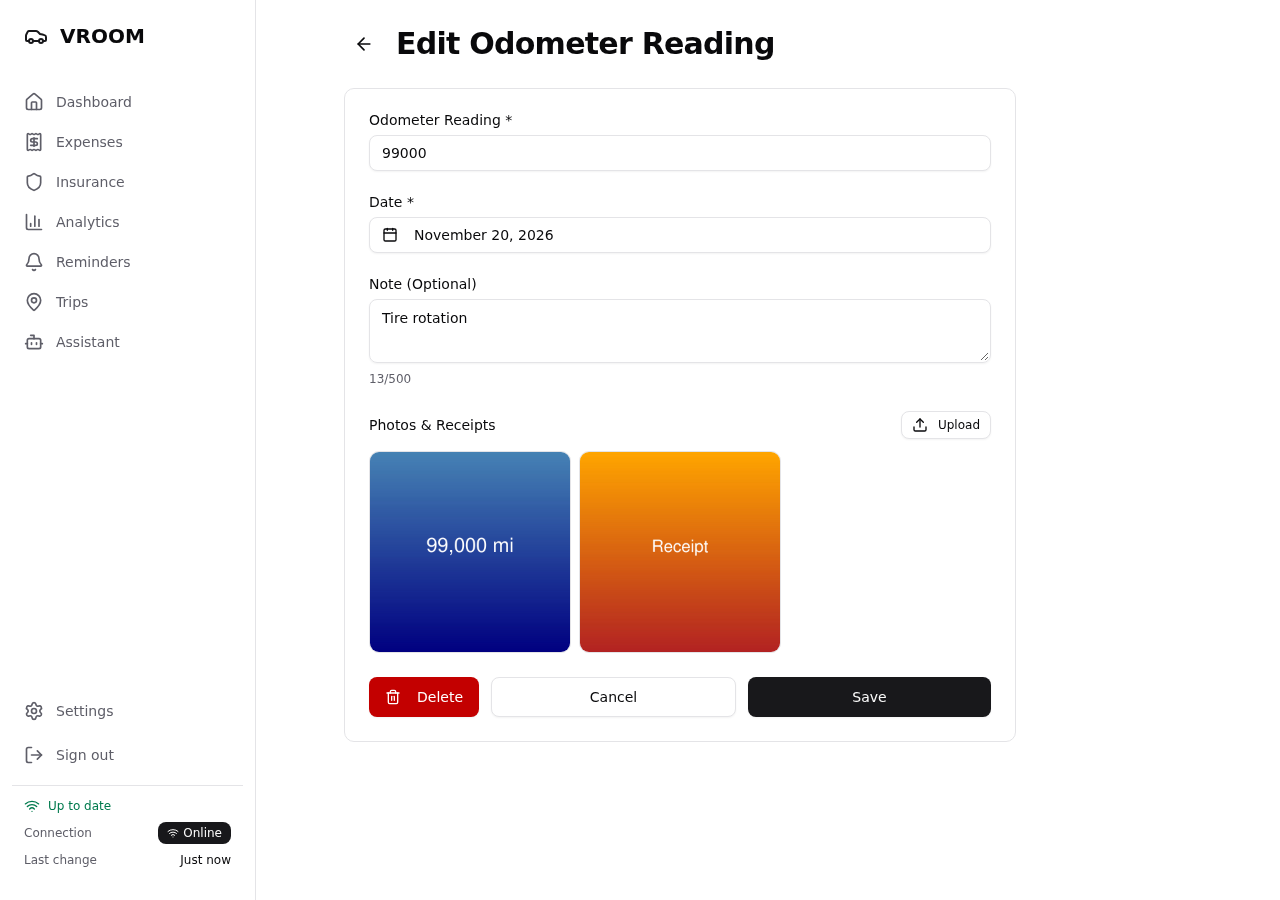 VROOM
Dashboard
Expenses
Insurance
Analytics
Reminders
Trips
Assistant
Settings
Sign out
Up to date
Connection
Online
Last change
Just now
Edit Odometer Reading
Odometer Reading *
99000
Date *
November 20, 2026
Note (Optional)
Tire rotation
13/500
Photos & Receipts
Upload
99,000 mi
Receipt
Delete
Cancel
Save